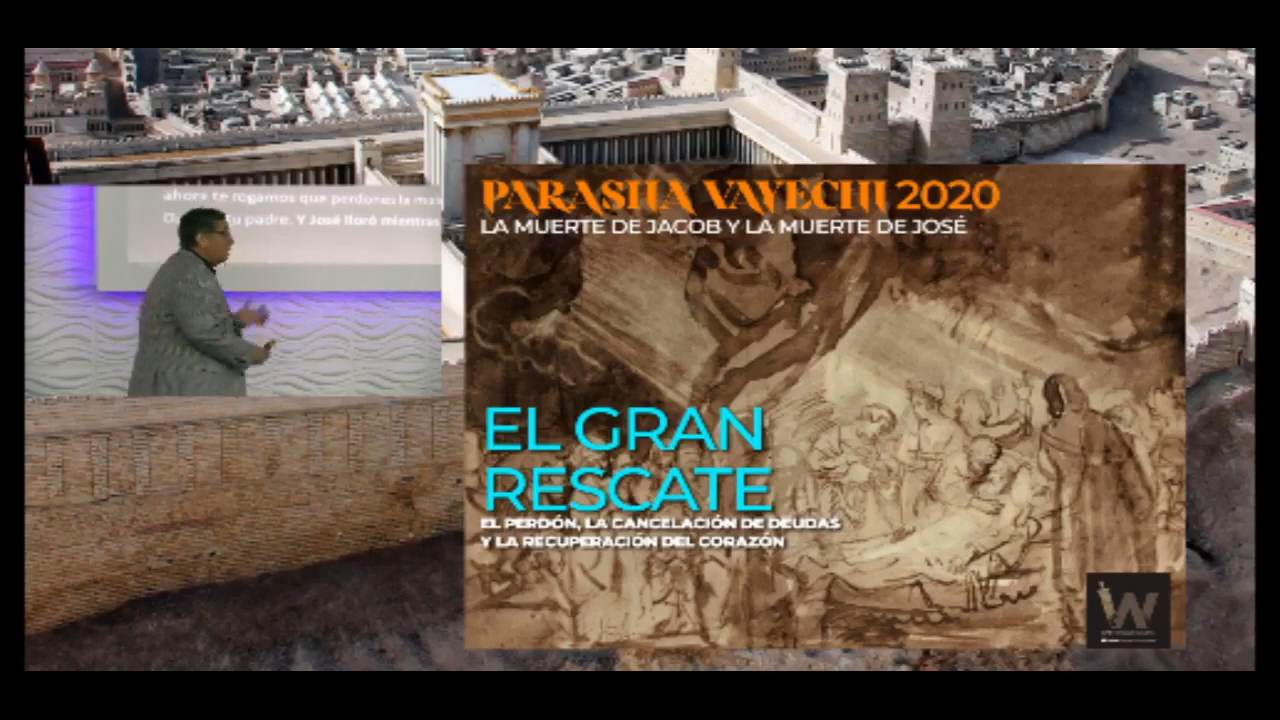 ahore te rogamos que perdones la
tu padre. Y José lloró mientras
PARASHA VAYECHI 2020
LA MUERTE DE JACOB Y LA MUERTE DE JOSÉ
EL GRAN
RESCATE
EL PERDÓN, LA CANCELACIÓN DE DEUDAS
Y LA RECUPERACIÓN DEL CORAZÓN
W